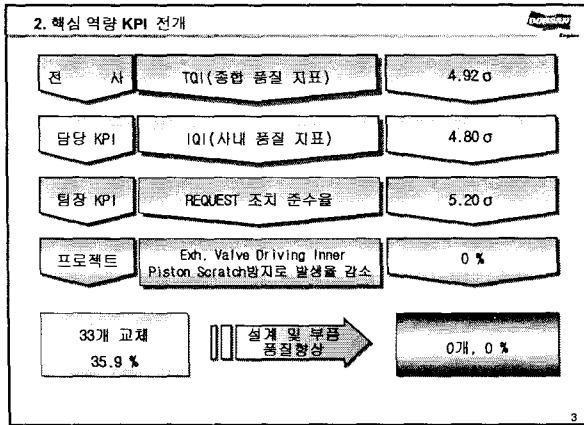 2. 핵심 역량 KPI 전개
DOOSAN
Engine
전 사
TQI(종합 품질 지표)
4.92 σ
담당 KPI
IQI(사내 품질 지표)
4.80 σ
팀장 KPI
REQUEST 조치 준수율
5.20 σ
프로젝트
Exh. Valve Driving Inner
Piston Scratch방지로 발생율 감소
0 %
33개 교체
35.9 %
설계 및 부품
품질향상
0개, 0 %
3